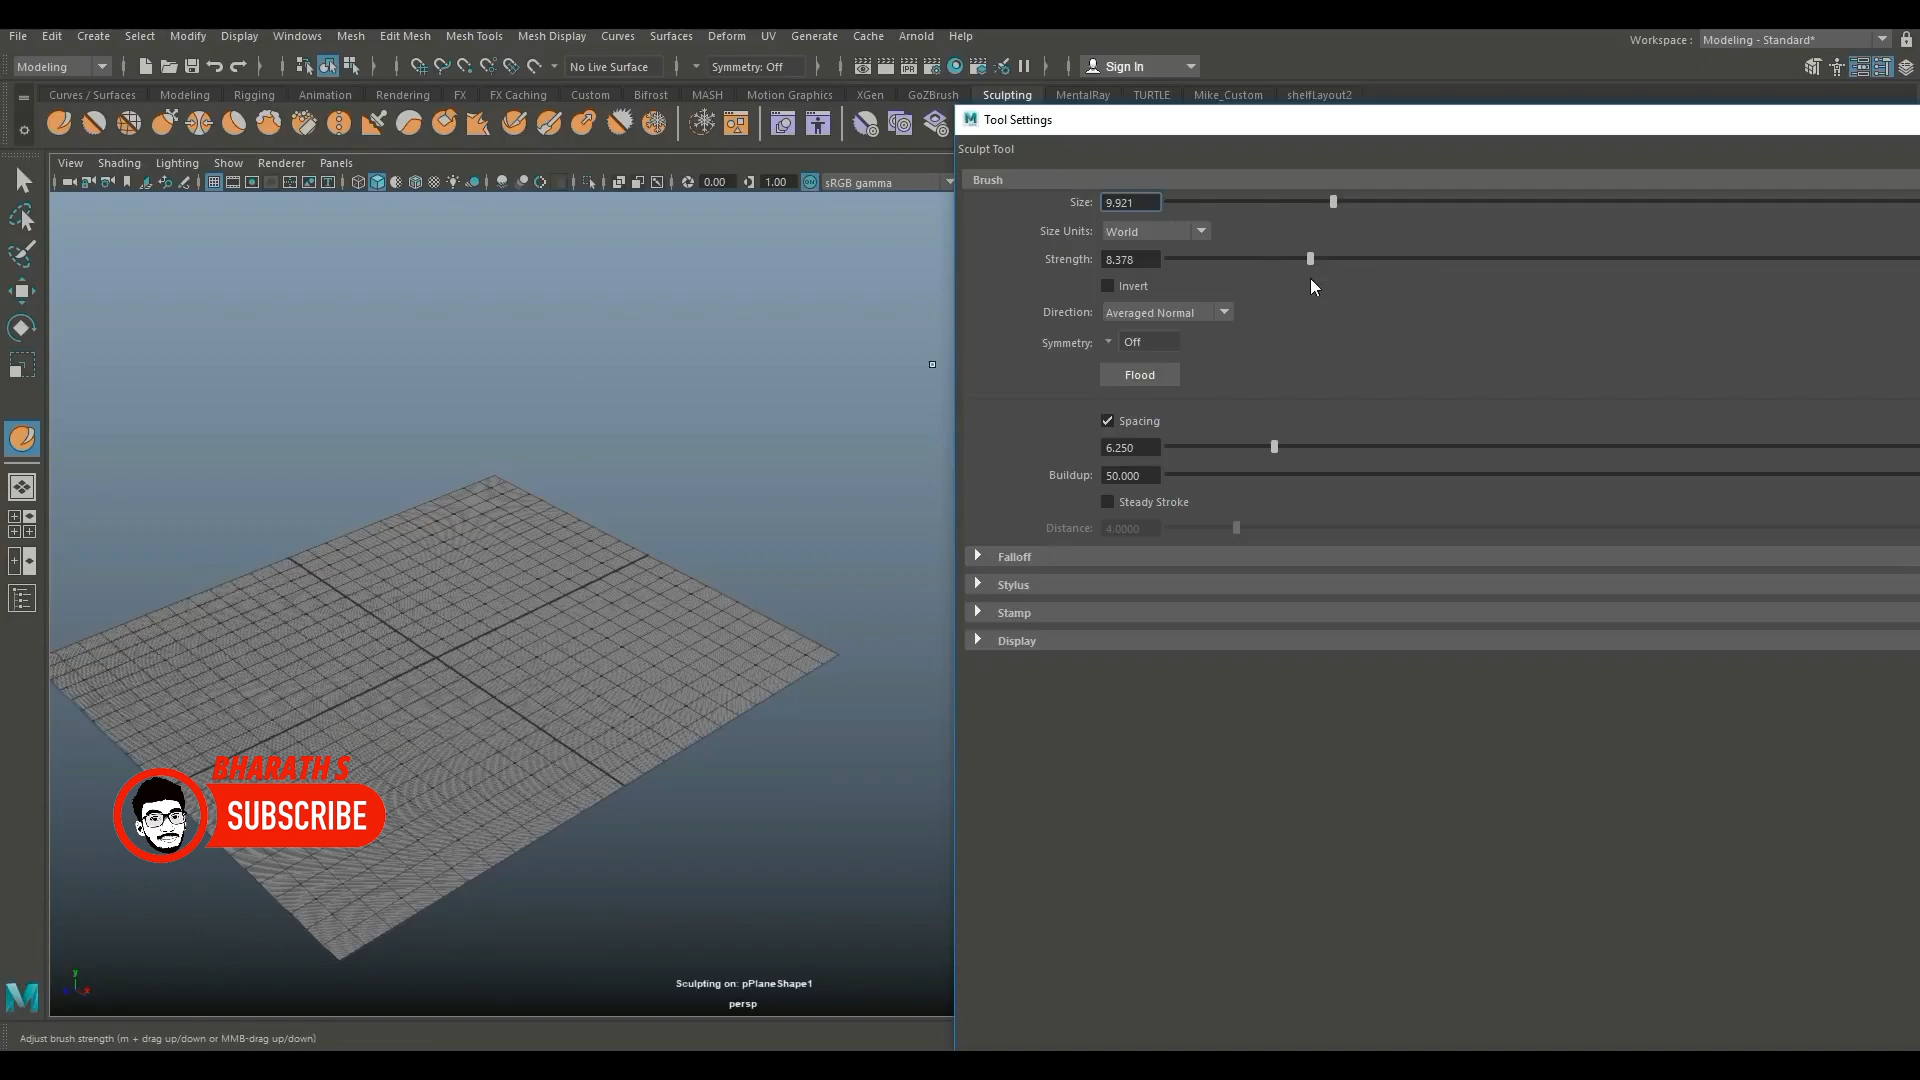 File Edit Create Select Modify Display Windows Mesh Edit Mesh Mesh Tools Mesh Display Curves Surfaces Deform UV Generate Cache Arnold Help
Workspace : Modeling - Standard*
Modeling No Live Surface Symmetry: Off IPR Sign In
Curves / Surfaces Modeling Rigging Animation Rendering FX FX Caching Custom Bifrost MASH Motion Graphics XGen GoZBrush Sculpting MentalRay TURTLE Mike_Custom shelfLayout2
M Tool Settings
Sculpt Tool
View Shading Lighting Show Renderer Panels
0.00 1.00 ON sRGB gamma
Brush
Size: 9.921
Size Units: World
Strength: 8.378
Invert
Direction: Averaged Normal
Symmetry: Off
Flood
Spacing
6.250
Buildup: 50.000
Steady Stroke
Distance: 4.0000
Falloff
Stylus
Stamp
Display
BHARATH S
SUBSCRIBE
y
x
Sculpting on: pPlaneShape1
persp
M
Adjust brush strength (m + drag up/down or MMB-drag up/down)